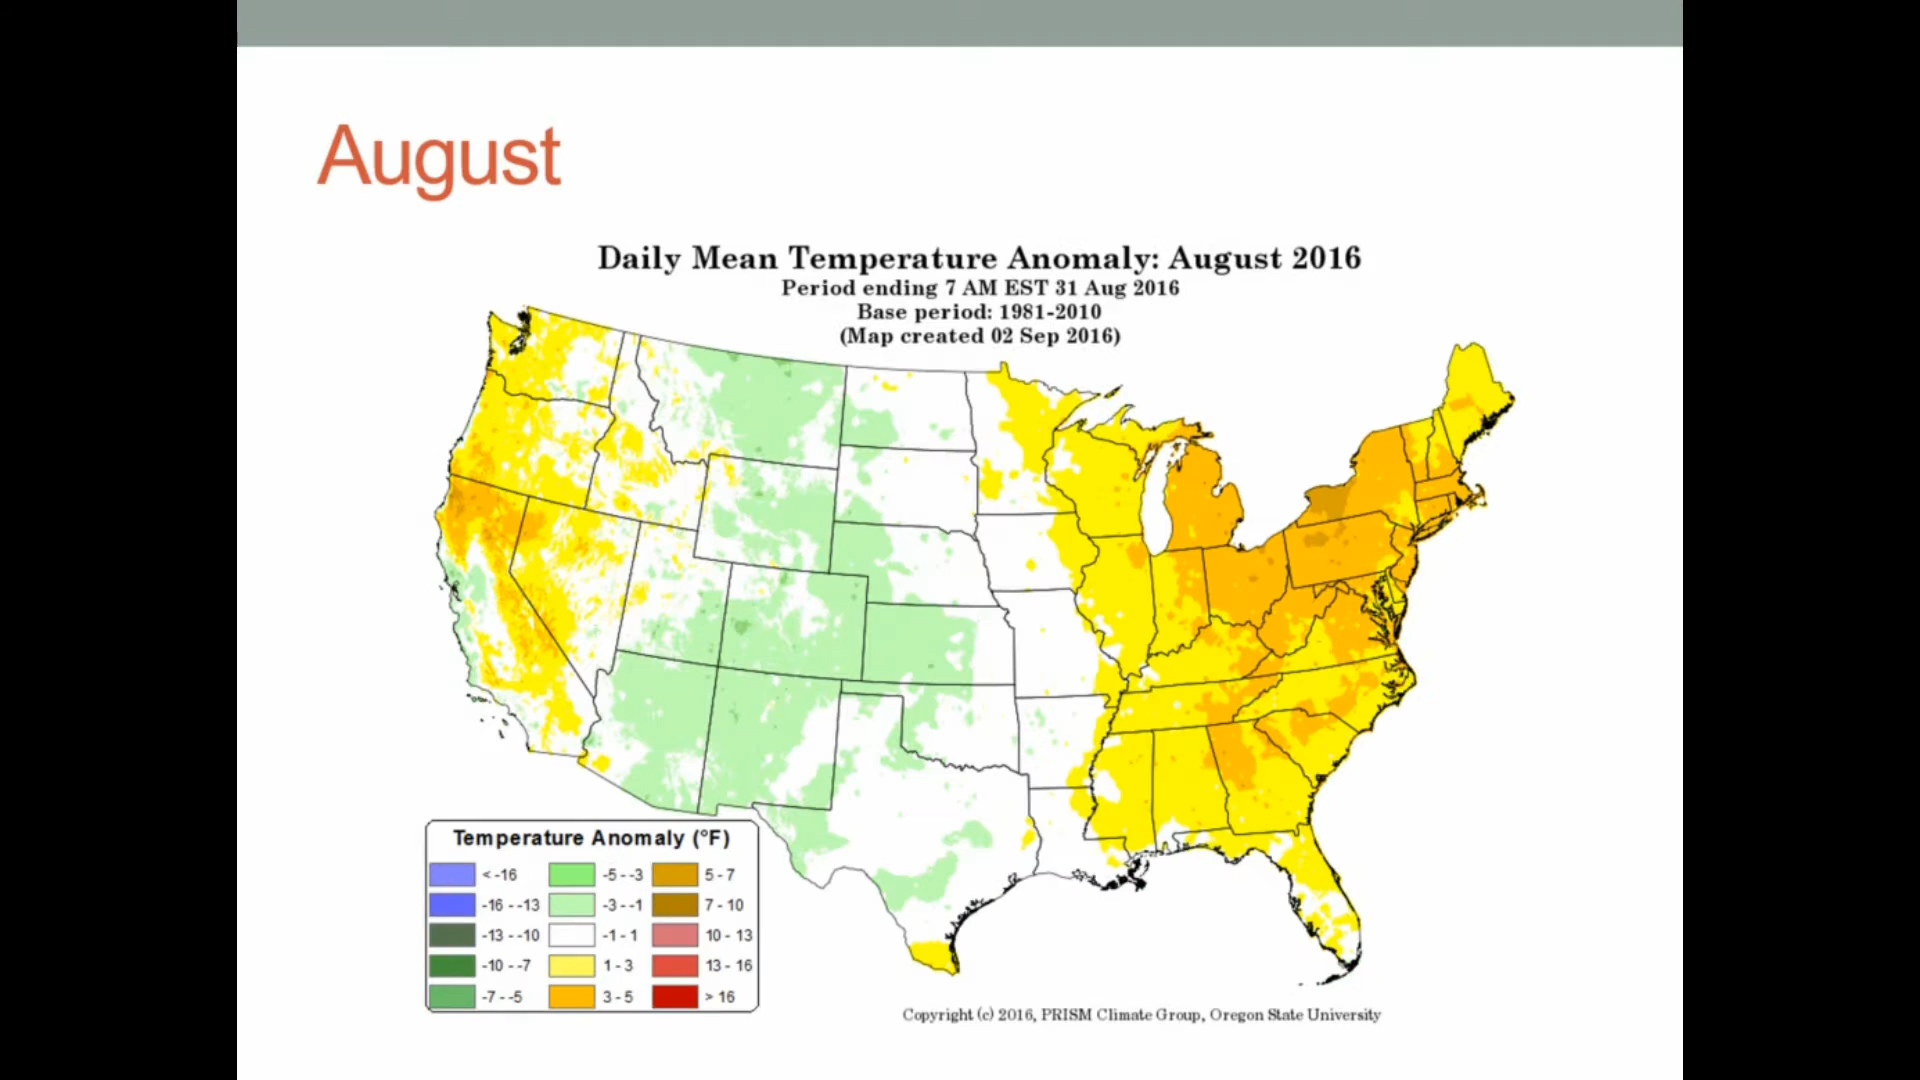 August
Daily Mean Temperature Anomaly: August 2016
Period ending 7 AM EST 31 Aug 2016
Base period: 1981-2010
(Map created 02 Sep 2016)
Temperature Anomaly (°F)
< -16
-16 - -13
-13 - -10
-10 - -7
-7 - -5
-5 - -3
-3 - -1
-1 - 1
1 - 3
3 - 5
5 - 7
7 - 10
10 - 13
13 - 16
> 16
Copyright (c) 2016, PRISM Climate Group, Oregon State University